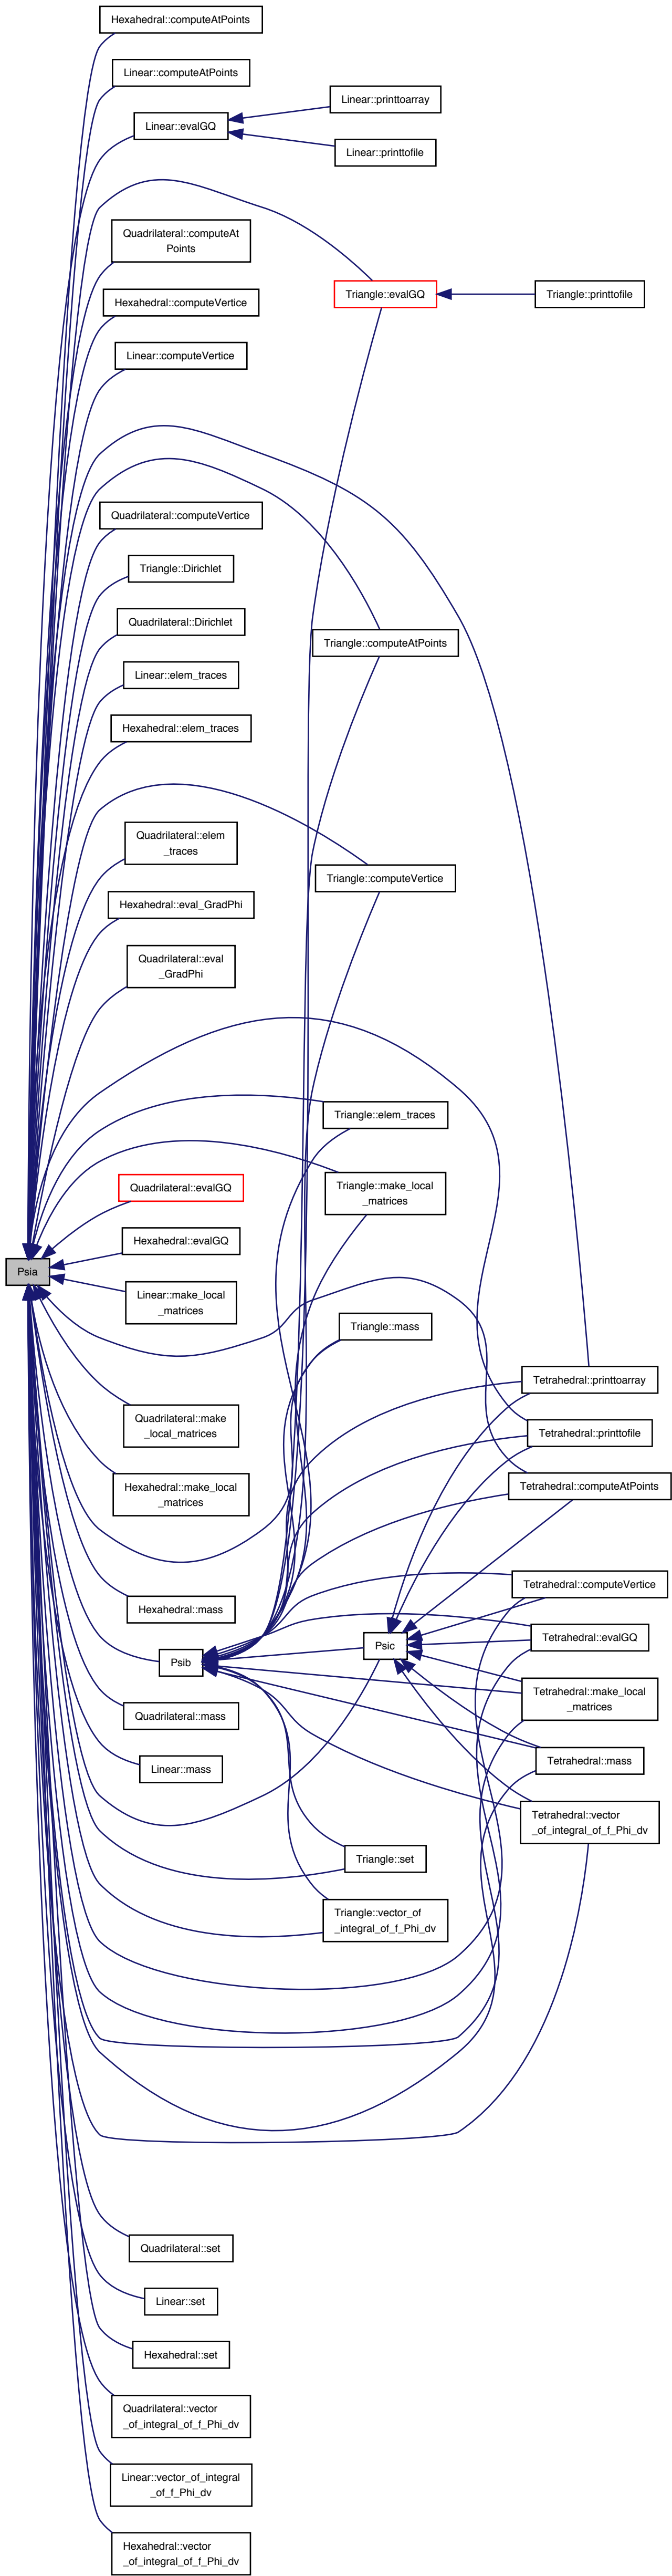 Hexahedral::computeAtPoints
Linear::computeAtPoints
Linear::evalGQ
Linear::printtoarray
Linear::printtofile
Quadrilateral::computeAt
Points
Triangle::evalGQ
Triangle::printtofile
Hexahedral::computeVertice
Linear::computeVertice
Quadrilateral::computeVertice
Triangle::Dirichlet
Quadrilateral::Dirichlet
Triangle::computeAtPoints
Linear::elem_traces
Hexahedral::elem_traces
Quadrilateral::elem
_traces
Triangle::computeVertice
Hexahedral::eval_GradPhi
Quadrilateral::eval
_GradPhi
Triangle::elem_traces
Quadrilateral::evalGQ
Triangle::make_local
_matrices
Hexahedral::evalGQ
Psia
Linear::make_local
_matrices
Triangle::mass
Tetrahedral::printtoarray
Quadrilateral::make
_local_matrices
Tetrahedral::printtofile
Hexahedral::make_local
_matrices
Tetrahedral::computeAtPoints
Tetrahedral::computeVertice
Hexahedral::mass
Tetrahedral::evalGQ
Psic
Psib
Tetrahedral::make_local
_matrices
Quadrilateral::mass
Tetrahedral::mass
Linear::mass
Tetrahedral::vector
_of_integral_of_f_Phi_dv
Triangle::set
Triangle::vector_of
_integral_of_f_Phi_dv
Quadrilateral::set
Linear::set
Hexahedral::set
Quadrilateral::vector
_of_integral_of_f_Phi_dv
Linear::vector_of_integral
_of_f_Phi_dv
Hexahedral::vector
_of_integral_of_f_Phi_dv